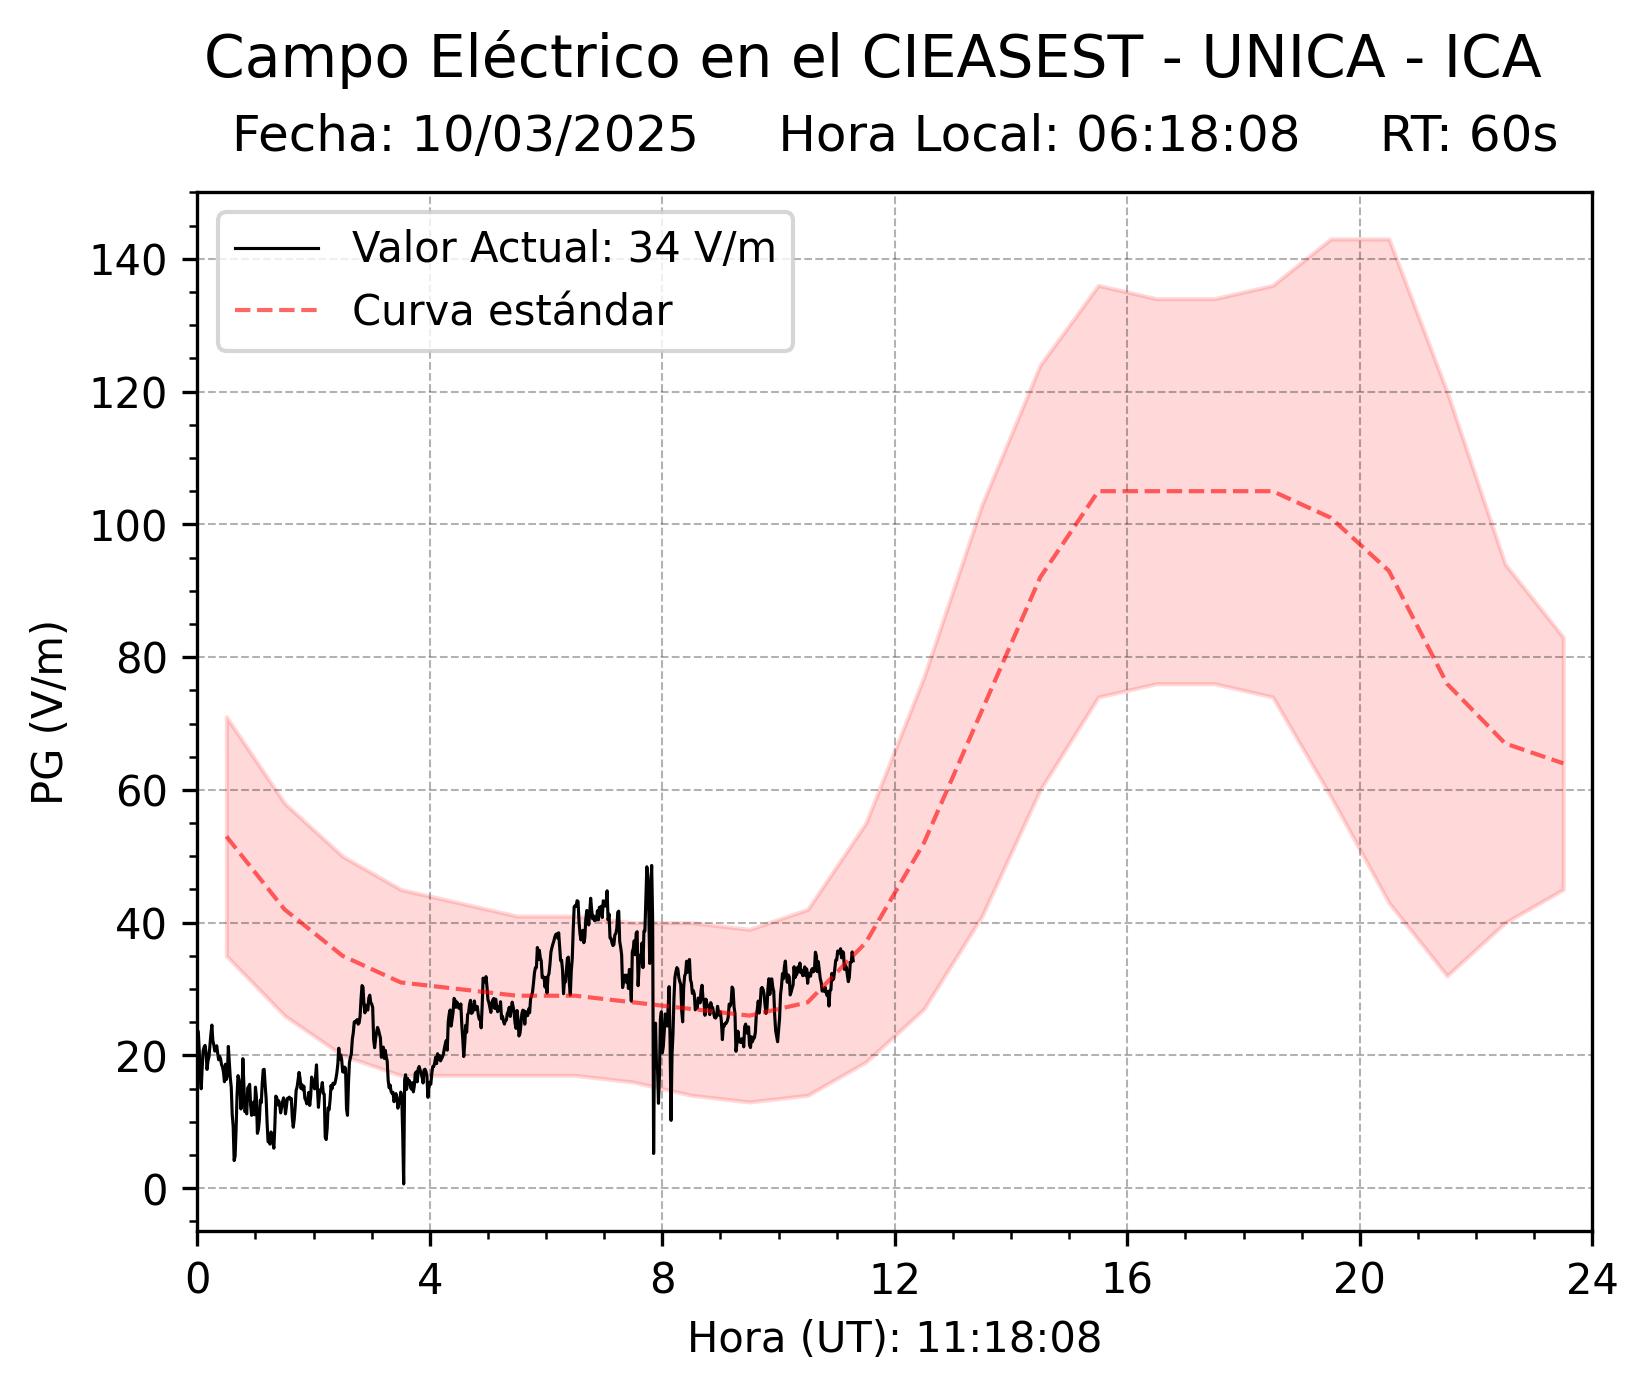 Campo Eléctrico en el CIEASEST - UNICA - ICA
Fecha: 10/03/2025 Hora Local: 06:18:08 RT: 60s
Valor Actual: 34 V/m
Curva estándar
140
120
100
80
60
40
20
0
PG (V/m)
0 4 8 12 16 20 24
Hora (UT): 11:18:08